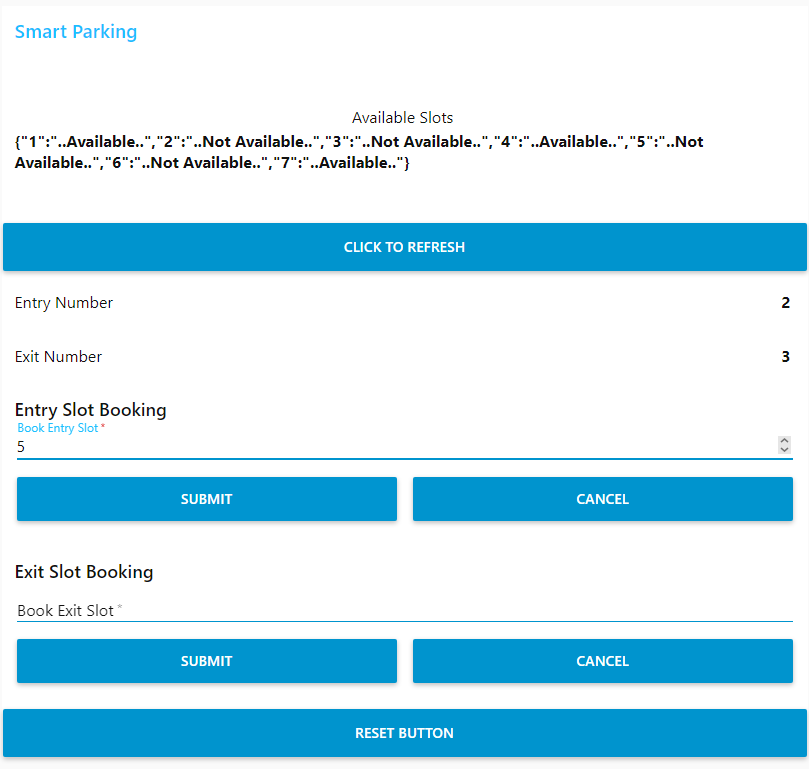 Smart Parking
Available Slots
{"1":"..Available..","2":"..Not Available..","3":"..Not Available..","4":"..Available..","5":"..Not
Available..","6":"..Not Available..","7":"..Available.."}
CLICK TO REFRESH
Entry Number 2
Exit Number 3
Entry Slot Booking
Book Entry Slot *
5
SUBMIT CANCEL
Exit Slot Booking
Book Exit Slot *
SUBMIT CANCEL
RESET BUTTON